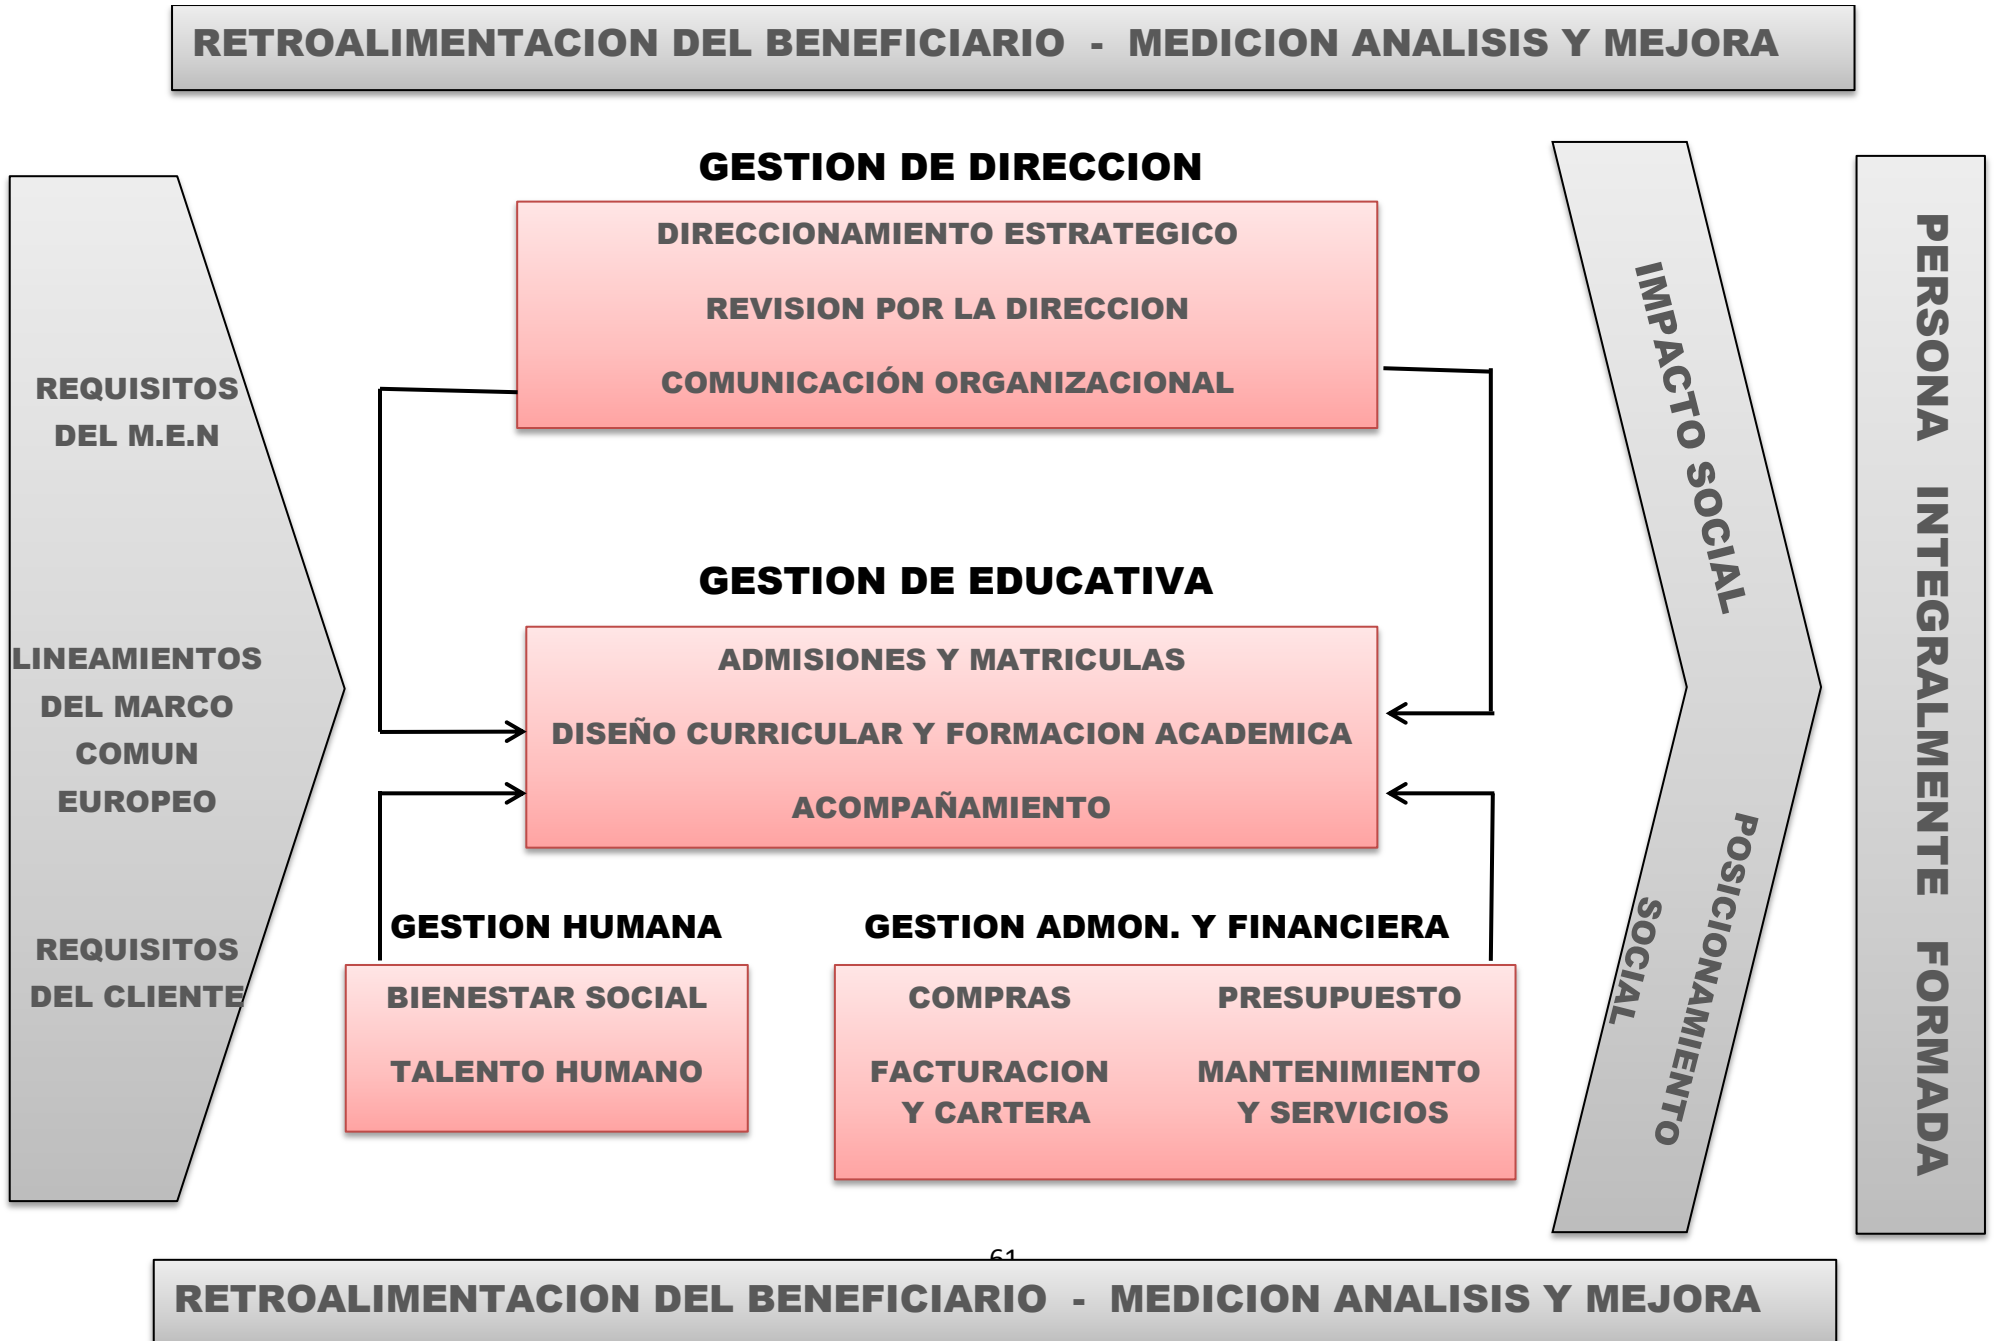 RETROALIMENTACION DEL BENEFICIARIO - MEDICION ANALISIS Y MEJORA
REQUISITOS
DEL M.E.N
LINEAMIENTOS
DEL MARCO
COMUN
EUROPEO
REQUISITOS
DEL CLIENTE
GESTION DE DIRECCION
DIRECCIONAMIENTO ESTRATEGICO
REVISION POR LA DIRECCION
COMUNICACIÓN ORGANIZACIONAL
GESTION DE EDUCATIVA
ADMISIONES Y MATRICULAS
DISEÑO CURRICULAR Y FORMACION ACADEMICA
ACOMPAÑAMIENTO
GESTION HUMANA
BIENESTAR SOCIAL
TALENTO HUMANO
GESTION ADMON. Y FINANCIERA
COMPRAS
FACTURACION
Y CARTERA
PRESUPUESTO
MANTENIMIENTO
Y SERVICIOS
IMPACTO SOCIAL
POSICIONAMIENTO
SOCIAL
PERSONA INTEGRALMENTE FORMADA
61
RETROALIMENTACION DEL BENEFICIARIO - MEDICION ANALISIS Y MEJORA